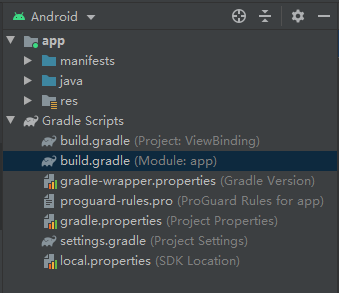 Android
app
manifests
java
res
Gradle Scripts
build.gradle (Project: ViewBinding)
build.gradle (Module: app)
gradle-wrapper.properties (Gradle Version)
proguard-rules.pro (ProGuard Rules for app)
gradle.properties (Project Properties)
settings.gradle (Project Settings)
local.properties (SDK Location)